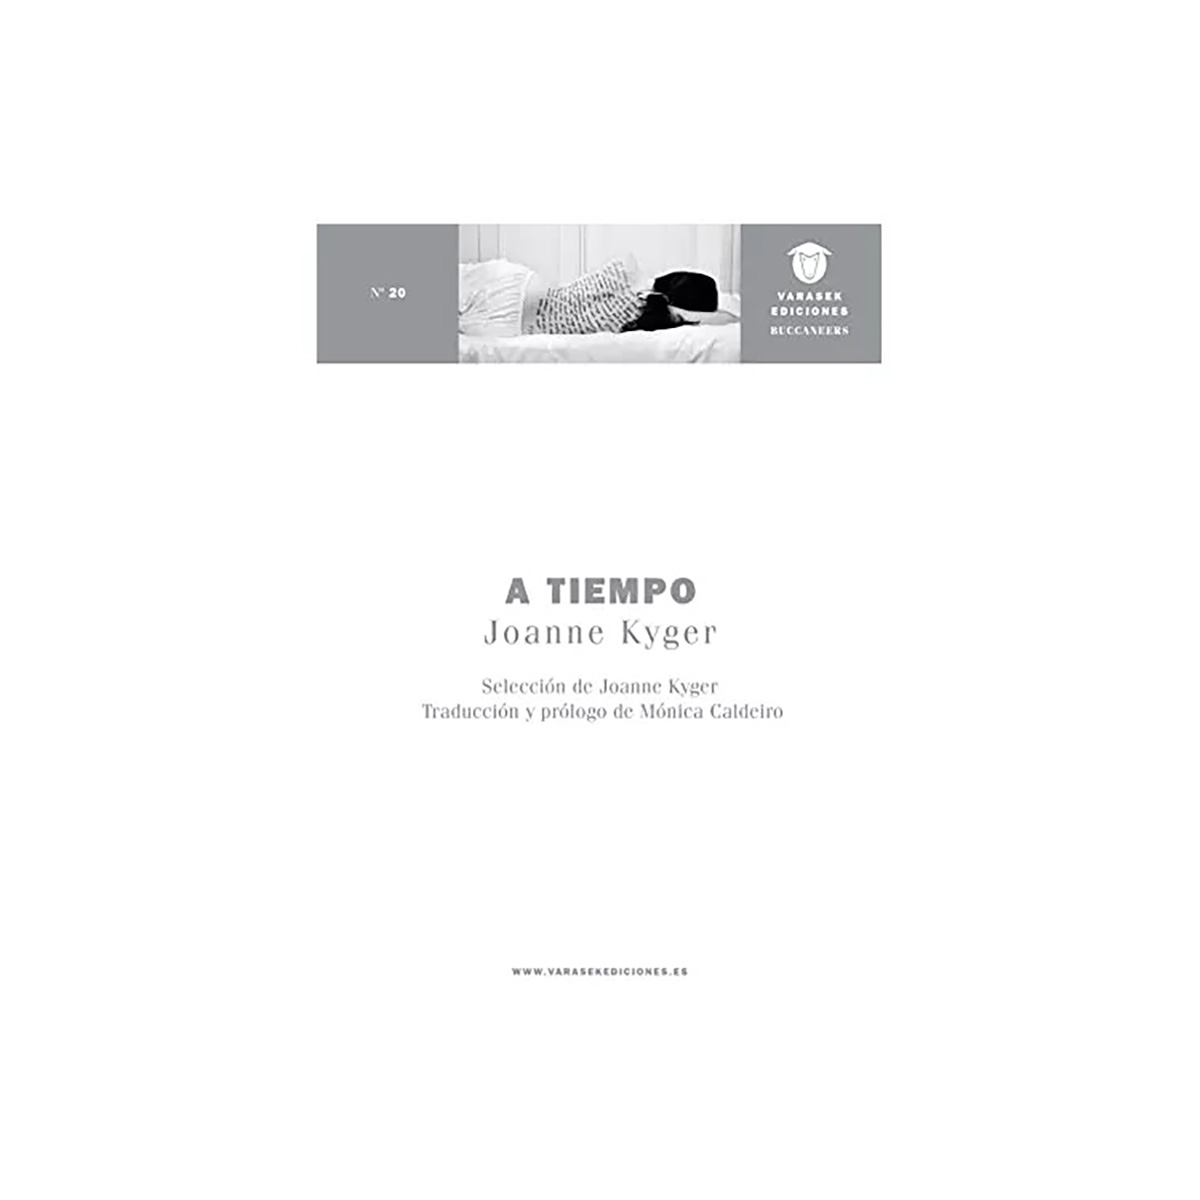 Nº 20
VARASEK
EDICIONES
BUCCANEERS
A TIEMPO
Joanne Kyger
Selección de Joanne Kyger
Traducción y prólogo de Mónica Caldeiro
WWW.VARASEKEDICIONES.ES